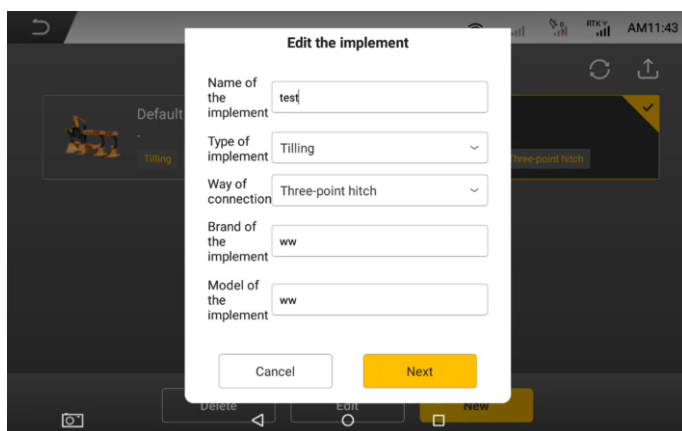 RTK
AM11:43
Edit the implement
Name of
the
implement
test
Default
-
Tilling
Type of
implement
Tilling
Three-point hitch
Way of
connection
Three-point hitch
Brand of
the
implement
ww
Model of
the
implement
ww
Cancel
Next
Delete
Edit
New